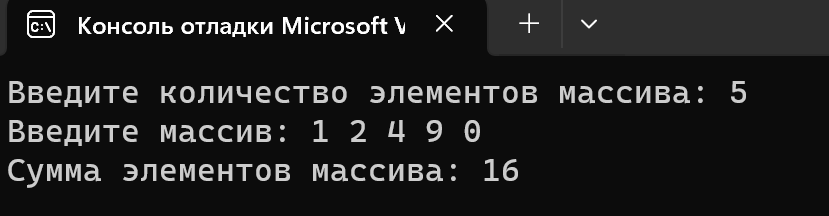 Консоль отладки Microsoft V
Введите количество элементов массива: 5
Введите массив: 1 2 4 9 0
Сумма элементов массива: 16